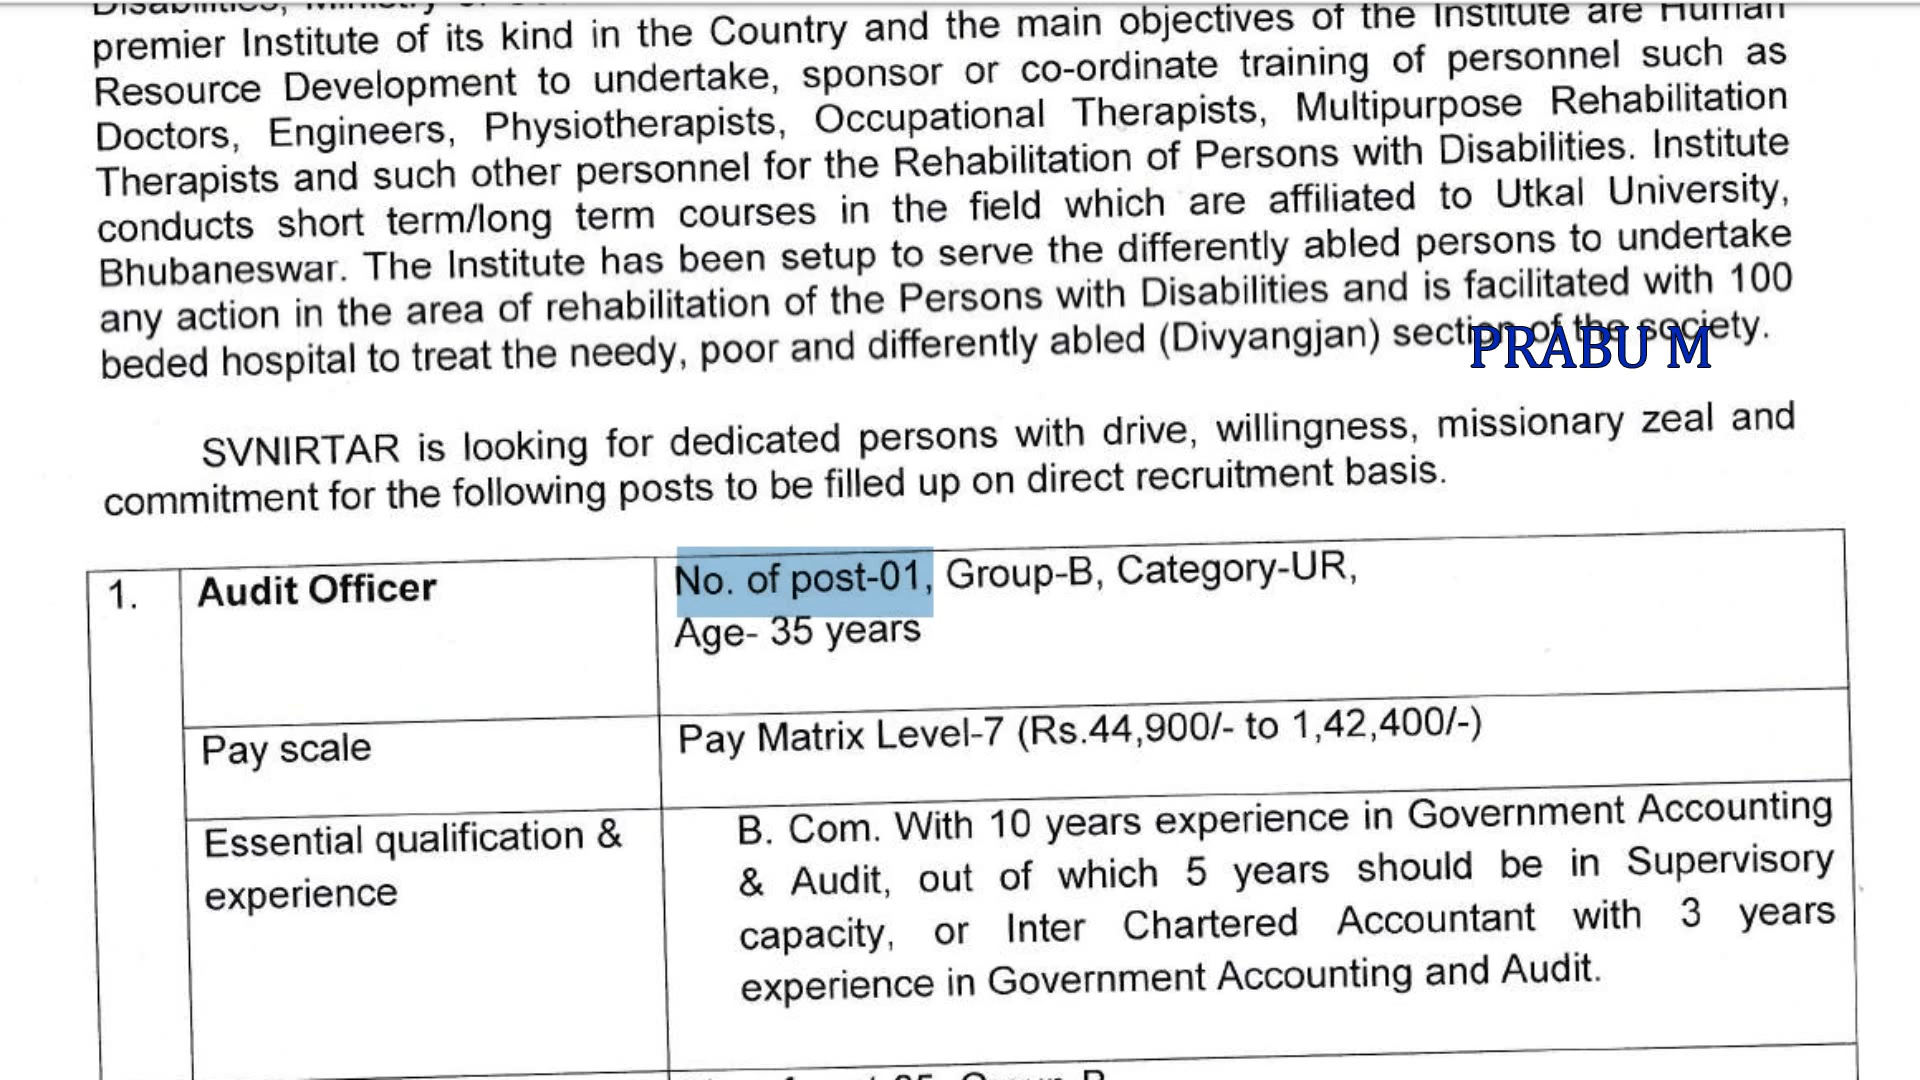 premier Institute of its kind in the Country and the main objectives of the Institute are Human
Resource Development to undertake, sponsor or co-ordinate training of personnel such as
Doctors, Engineers, Physiotherapists, Occupational Therapists, Multipurpose Rehabilitation
Therapists and such other personnel for the Rehabilitation of Persons with Disabilities. Institute
conducts short term/long term courses in the field which are affiliated to Utkal University,
Bhubaneswar. The Institute has been setup to serve the differently abled persons to undertake
any action in the area of rehabilitation of the Persons with Disabilities and is facilitated with 100
beded hospital to treat the needy, poor and differently abled (Divyangjan) section of the society.
PRABU M
SVNIRTAR is looking for dedicated persons with drive, willingness, missionary zeal and
commitment for the following posts to be filled up on direct recruitment basis.
1. Audit Officer No. of post-01, Group-B, Category-UR,
Age- 35 years
Pay scale Pay Matrix Level-7 (Rs.44,900/- to 1,42,400/-)
Essential qualification & B. Com. With 10 years experience in Government Accounting
experience & Audit, out of which 5 years should be in Supervisory
capacity, or Inter Chartered Accountant with 3 years
experience in Government Accounting and Audit.